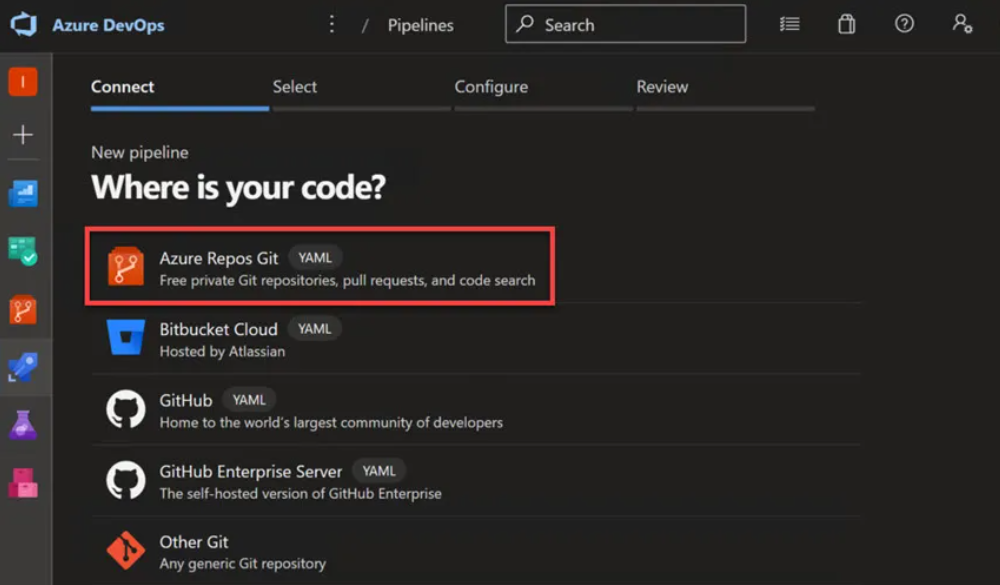 Azure DevOps
/ Pipelines
Search
I
Connect
Select
Configure
Review
New pipeline
Where is your code?
Azure Repos Git YAML
Free private Git repositories, pull requests, and code search
Bitbucket Cloud YAML
Hosted by Atlassian
GitHub YAML
Home to the world's largest community of developers
GitHub Enterprise Server YAML
The self-hosted version of GitHub Enterprise
Other Git
Any generic Git repository